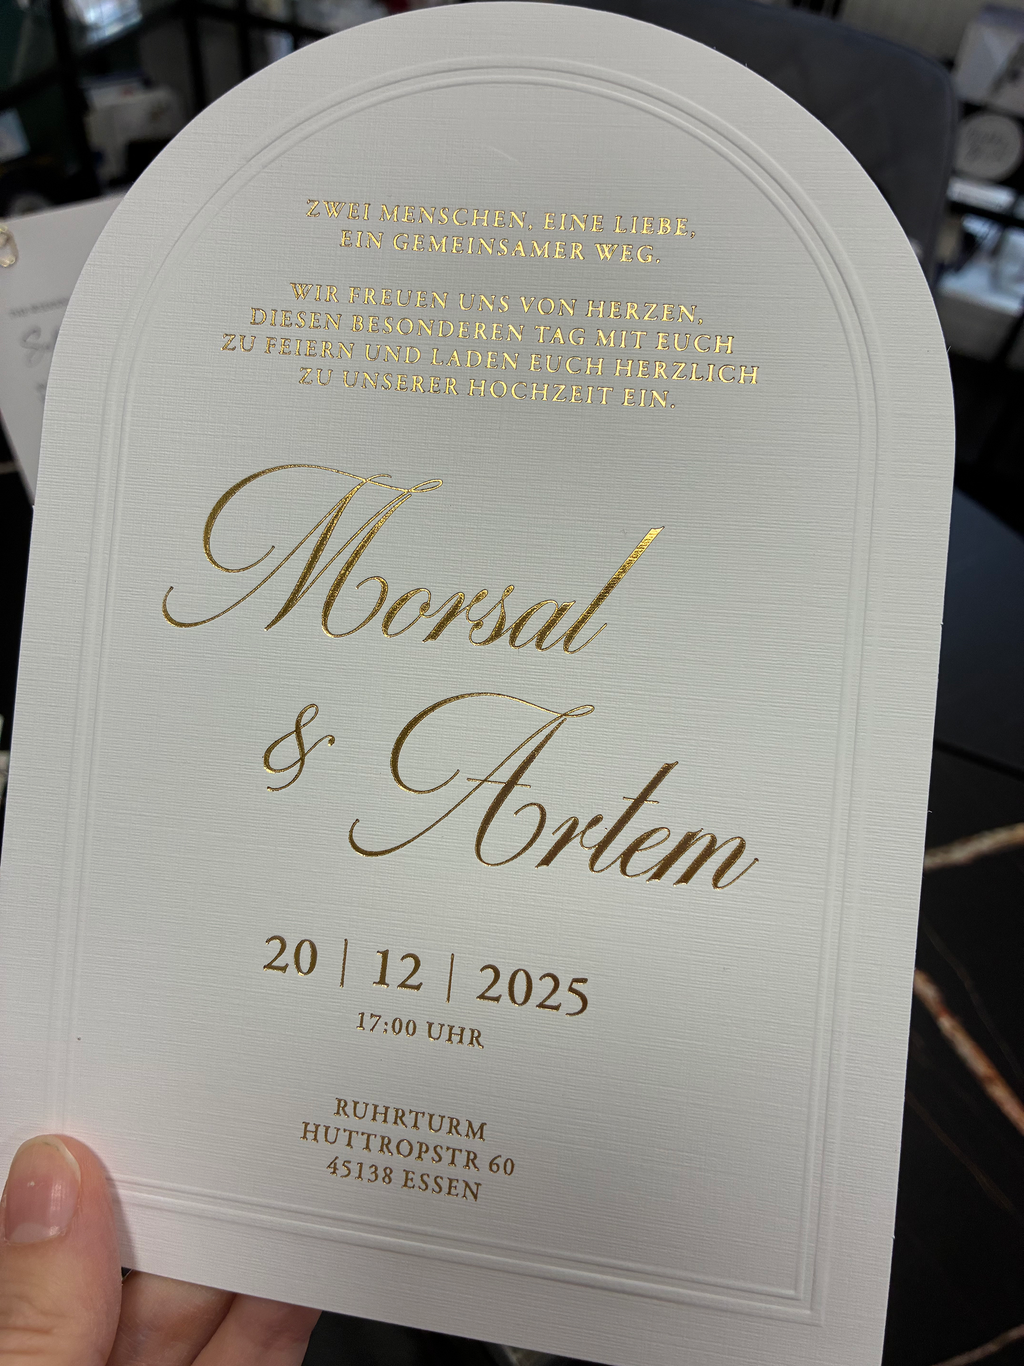 ZWEI MENSCHEN, EINE LIEBE,
EIN GEMEINSAMER WEG.
WIR FREUEN UNS VON HERZEN,
DIESEN BESONDEREN TAG MIT EUCH
ZU FEIERN UND LADEN EUCH HERZLICH
ZU UNSERER HOCHZEIT EIN.
Morsal
& Artem
20 | 12 | 2025
17:00 UHR
RUHRTURM
HUTTROPSTR 60
45138 ESSEN